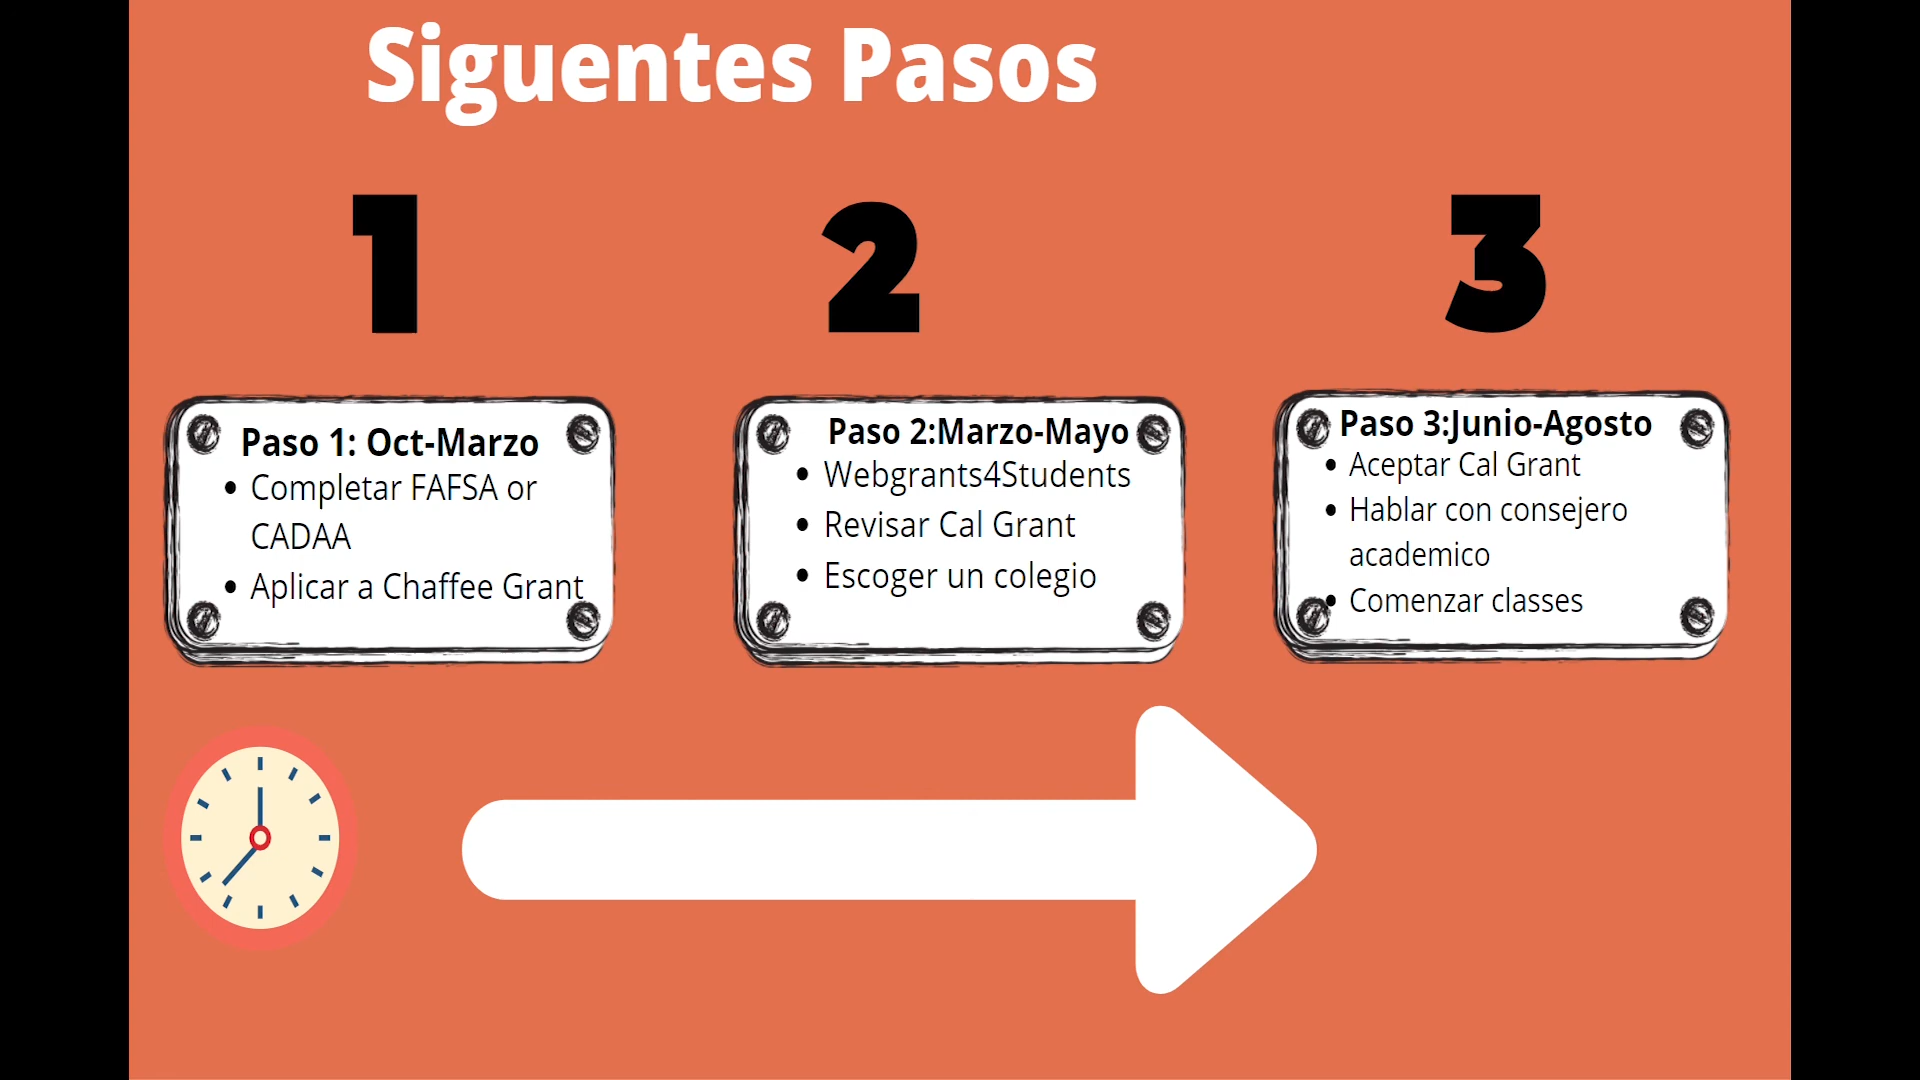 Siguentes Pasos
1
2
3
Paso 1: Oct-Marzo
• Completar FAFSA or
CADAA
• Aplicar a Chaffee Grant
Paso 2:Marzo-Mayo
• Webgrants4Students
• Revisar Cal Grant
• Escoger un colegio
Paso 3:Junio-Agosto
• Aceptar Cal Grant
• Hablar con consejero
academico
• Comenzar classes